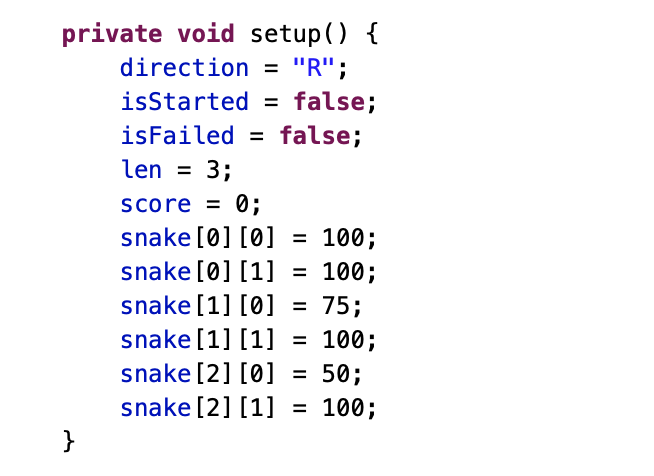 private void setup() {
    direction = "R";
    isStarted = false;
    isFailed = false;
    len = 3;
    score = 0;
    snake[0][0] = 100;
    snake[0][1] = 100;
    snake[1][0] = 75;
    snake[1][1] = 100;
    snake[2][0] = 50;
    snake[2][1] = 100;
}